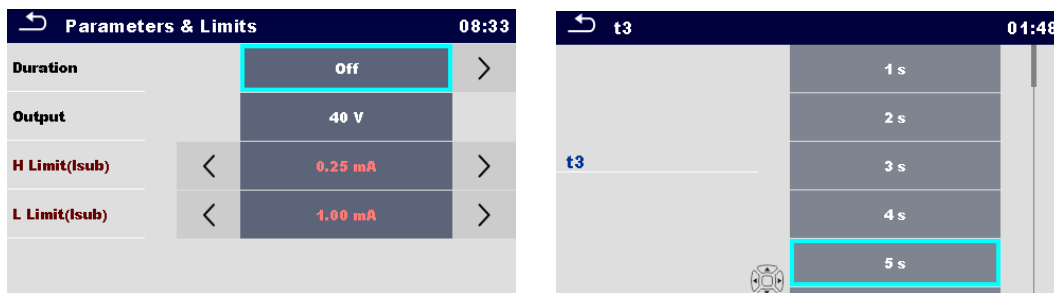 Parameters & Limits 08:33
Duration Off
Output 40 V
H Limit(Isub) 0.25 mA
L Limit(Isub) 1.00 mA
t3 01:48
1 s
2 s
t3 3 s
4 s
5 s